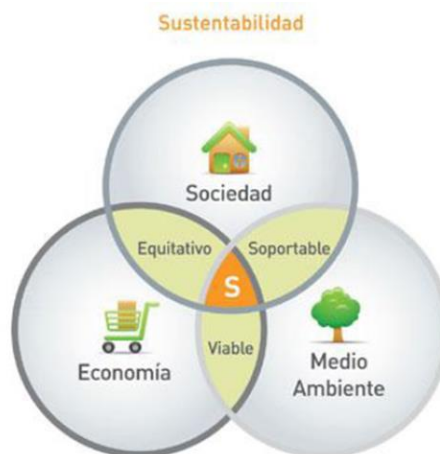 Sustentabilidad
Sociedad
Equitativo
Soportable
S
Economía
Viable
Medio
Ambiente